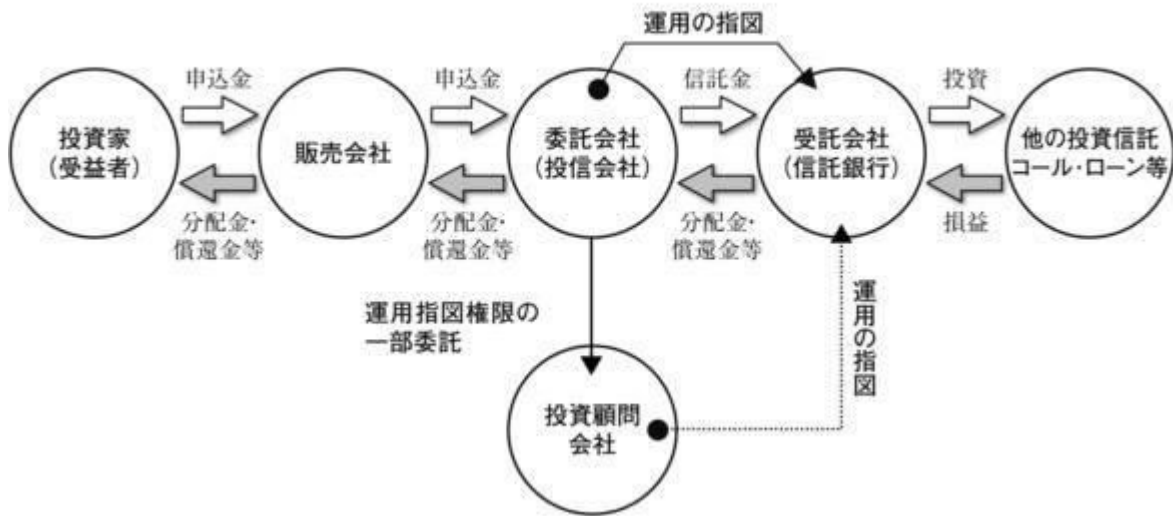 運用の指図
申込金
申込金
信託金
投資
投資家
(受益者)
販売会社
委託会社
(投信会社)
受託会社
(信託銀行)
他の投資信託
コール・ローン等
分配金・
償還金等
分配金・
償還金等
分配金・
償還金等
損益
運用指図権限の
一部委託
運用の指図
投資顧問
会社